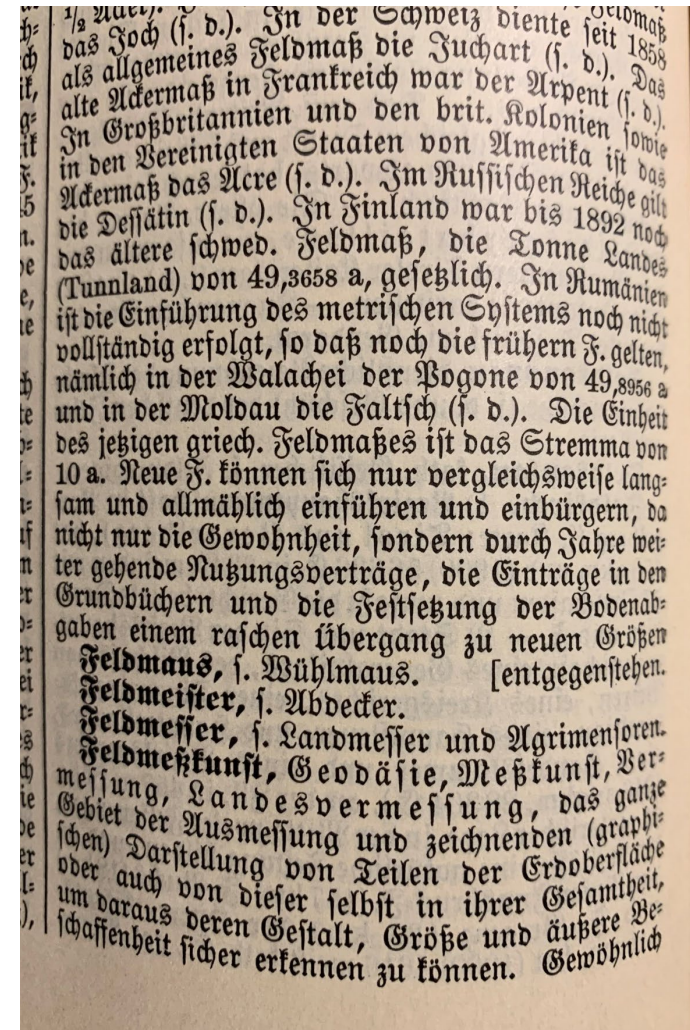 das Joch (s. d.). In der Schweiz diente seit 1858
als allgemeines Feldmaß die Juchart (s. d.). Das
alte Ackermaß in Frankreich war der Arpent (s. d.).
In Großbritannien und den brit. Kolonien sowie
in den Vereinigten Staaten von Amerika ist das
Ackermaß das Acre (s. d.). Im Russischen Reiche gilt
die Dessätin (s. d.). In Finland war bis 1892 noch
das ältere schwed. Feldmaß, die Tonne Landes
(Tunnland) von 49,3658 a, gesetzlich. In Rumänien
ist die Einführung des metrischen Systems noch nicht
vollständig erfolgt, so daß noch die frühern F. gelten,
nämlich in der Walachei der Pogone von 49,8956 a
und in der Moldau die Faltsch (s. d.). Die Einheit
des jetzigen griech. Feldmaßes ist das Stremma von
10 a. Neue F. können sich nur vergleichsweise lang-
sam und allmählich einführen und einbürgern, da
nicht nur die Gewohnheit, sondern durch Jahre wei-
ter gehende Nutzungsverträge, die Einträge in den
Grundbüchern und die Festsetzung der Bodenab-
gaben einem raschen Übergang zu neuen Größen
Feldmaus, s. Wühlmaus. [entgegenstehen.
Feldmeister, s. Abdecker.
Feldmesser, s. Landmesser und Agrimensoren.
Feldmeßkunst, Geodäsie, Meßkunst, Ver-
messung, Landesvermessung, das ganze
Gebiet der Ausmessung und zeichnenden (graphi-
schen) Darstellung von Teilen der Erdoberfläche
oder auch von dieser selbst in ihrer Gesamtheit,
um daraus deren Gestalt, Größe und äußere Be-
schaffenheit sicher erkennen zu können. Gewöhnlich